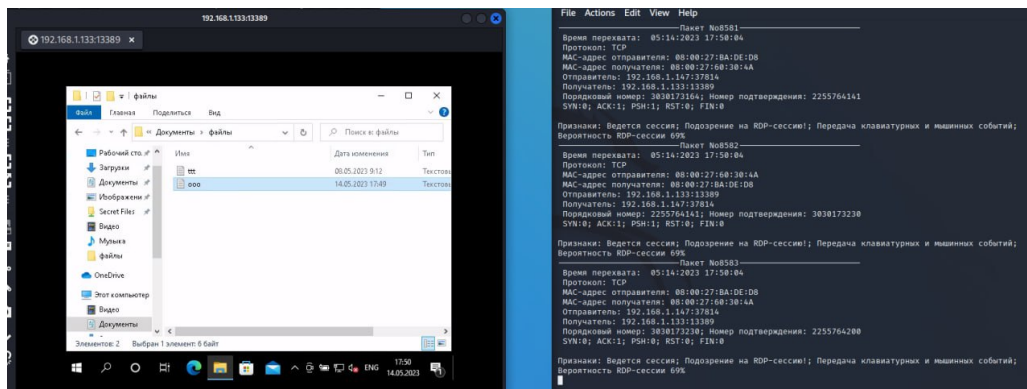 192.168.1.133:13389
192.168.1.133:13389 ×
файлы
Файл Главная Поделиться Вид
« Документы › файлы
Поиск в: файлы
Имя Дата изменения Тип
Рабочий сто.
Загрузки
Документы
Изображени
Secret Files
Видео
Музыка
файлы
OneDrive
Этот компьютер
Видео
Документы
ttt 08.05.2023 9:12 Текстовы
ooo 14.05.2023 17:49 Текстовы
Элементов: 2 Выбран 1 элемент: 6 байт
ENG 17:50
14.05.2023
File Actions Edit View Help
Пакет No8581
Время перехвата: 05:14:2023 17:50:04
Протокол: TCP
MAC-адрес отправителя: 08:00:27:BA:DE:D8
MAC-адрес получателя: 08:00:27:60:30:4A
Отправитель: 192.168.1.147:37814
Получатель: 192.168.1.133:13389
Порядковый номер: 3030173164; Номер подтверждения: 2255764141
SYN:0; ACK:1; PSH:1; RST:0; FIN:0
Признаки: Ведется сессия; Подозрение на RDP-сессию!; Передача клавиатурных и мышинных событий;
Вероятность RDP-сессии 69%
Пакет No8582
Время перехвата: 05:14:2023 17:50:04
Протокол: TCP
MAC-адрес отправителя: 08:00:27:60:30:4A
MAC-адрес получателя: 08:00:27:BA:DE:D8
Отправитель: 192.168.1.133:13389
Получатель: 192.168.1.147:37814
Порядковый номер: 2255764141; Номер подтверждения: 3030173230
SYN:0; ACK:1; PSH:1; RST:0; FIN:0
Признаки: Ведется сессия; Подозрение на RDP-сессию!; Передача клавиатурных и мышинных событий;
Вероятность RDP-сессии 69%
Пакет No8583
Время перехвата: 05:14:2023 17:50:04
Протокол: TCP
MAC-адрес отправителя: 08:00:27:BA:DE:D8
MAC-адрес получателя: 08:00:27:60:30:4A
Отправитель: 192.168.1.147:37814
Получатель: 192.168.1.133:13389
Порядковый номер: 3030173230; Номер подтверждения: 2255764200
SYN:0; ACK:1; PSH:0; RST:0; FIN:0
Признаки: Ведется сессия; Подозрение на RDP-сессию!; Передача клавиатурных и мышинных событий;
Вероятность RDP-сессии 69%